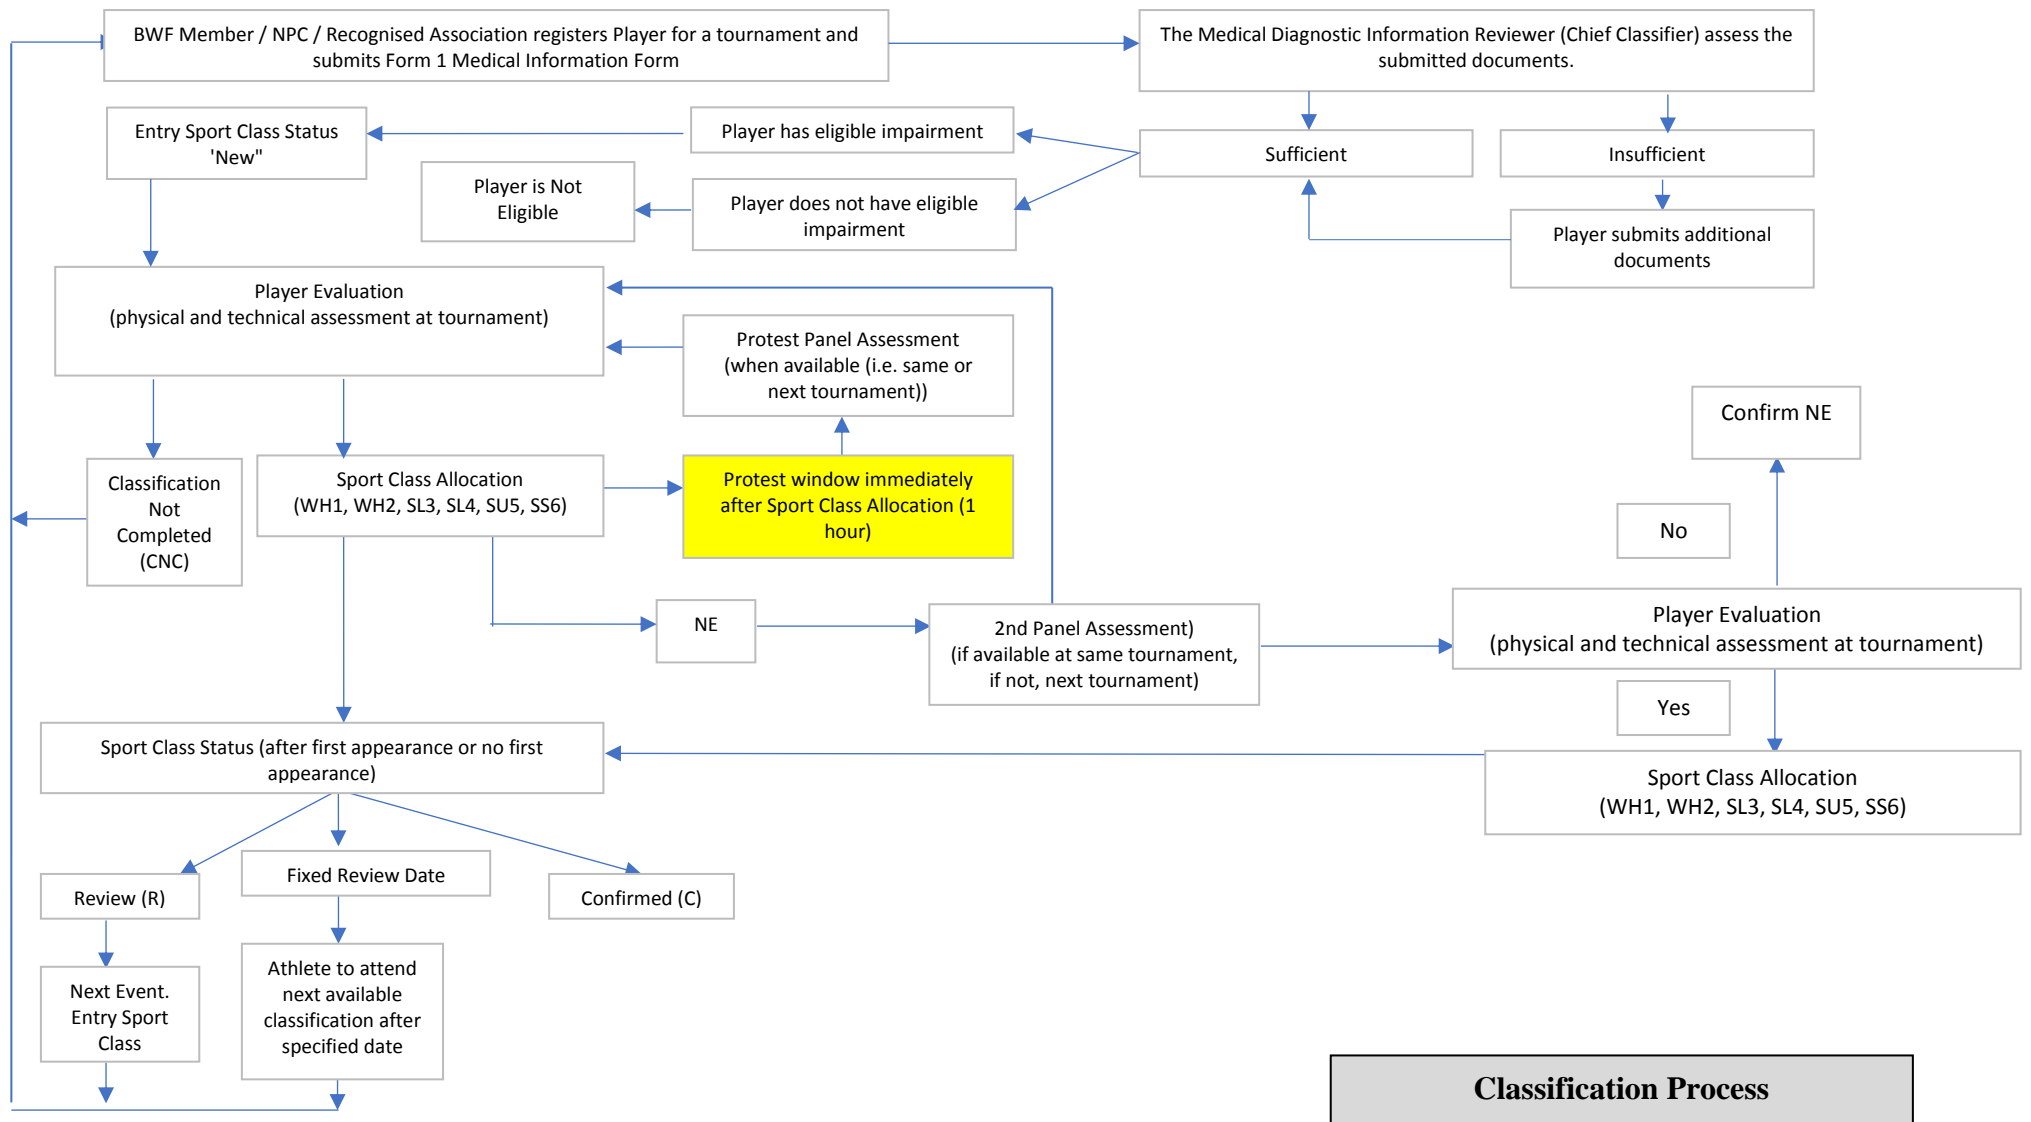 BWF Member / NPC / Recognised Association registers Player for a tournament and
submits Form 1 Medical Information Form
The Medical Diagnostic Information Reviewer (Chief Classifier) assess the
submitted documents.
Entry Sport Class Status
'New"
Player has eligible impairment
Sufficient
Insufficient
Player is Not
Eligible
Player does not have eligible
impairment
Player submits additional
documents
Player Evaluation
(physical and technical assessment at tournament)
Protest Panel Assessment
(when available (i.e. same or
next tournament))
Confirm NE
Classification
Not
Completed
(CNC)
Sport Class Allocation
(WH1, WH2, SL3, SL4, SU5, SS6)
Protest window immediately
after Sport Class Allocation (1
hour)
No
NE
2nd Panel Assessment)
(if available at same tournament,
if not, next tournament)
Player Evaluation
(physical and technical assessment at tournament)
Yes
Sport Class Status (after first appearance or no first
appearance)
Sport Class Allocation
(WH1, WH2, SL3, SL4, SU5, SS6)
Review (R)
Fixed Review Date
Confirmed (C)
Next Event.
Entry Sport
Class
Athlete to attend
next available
classification after
specified date
Classification Process